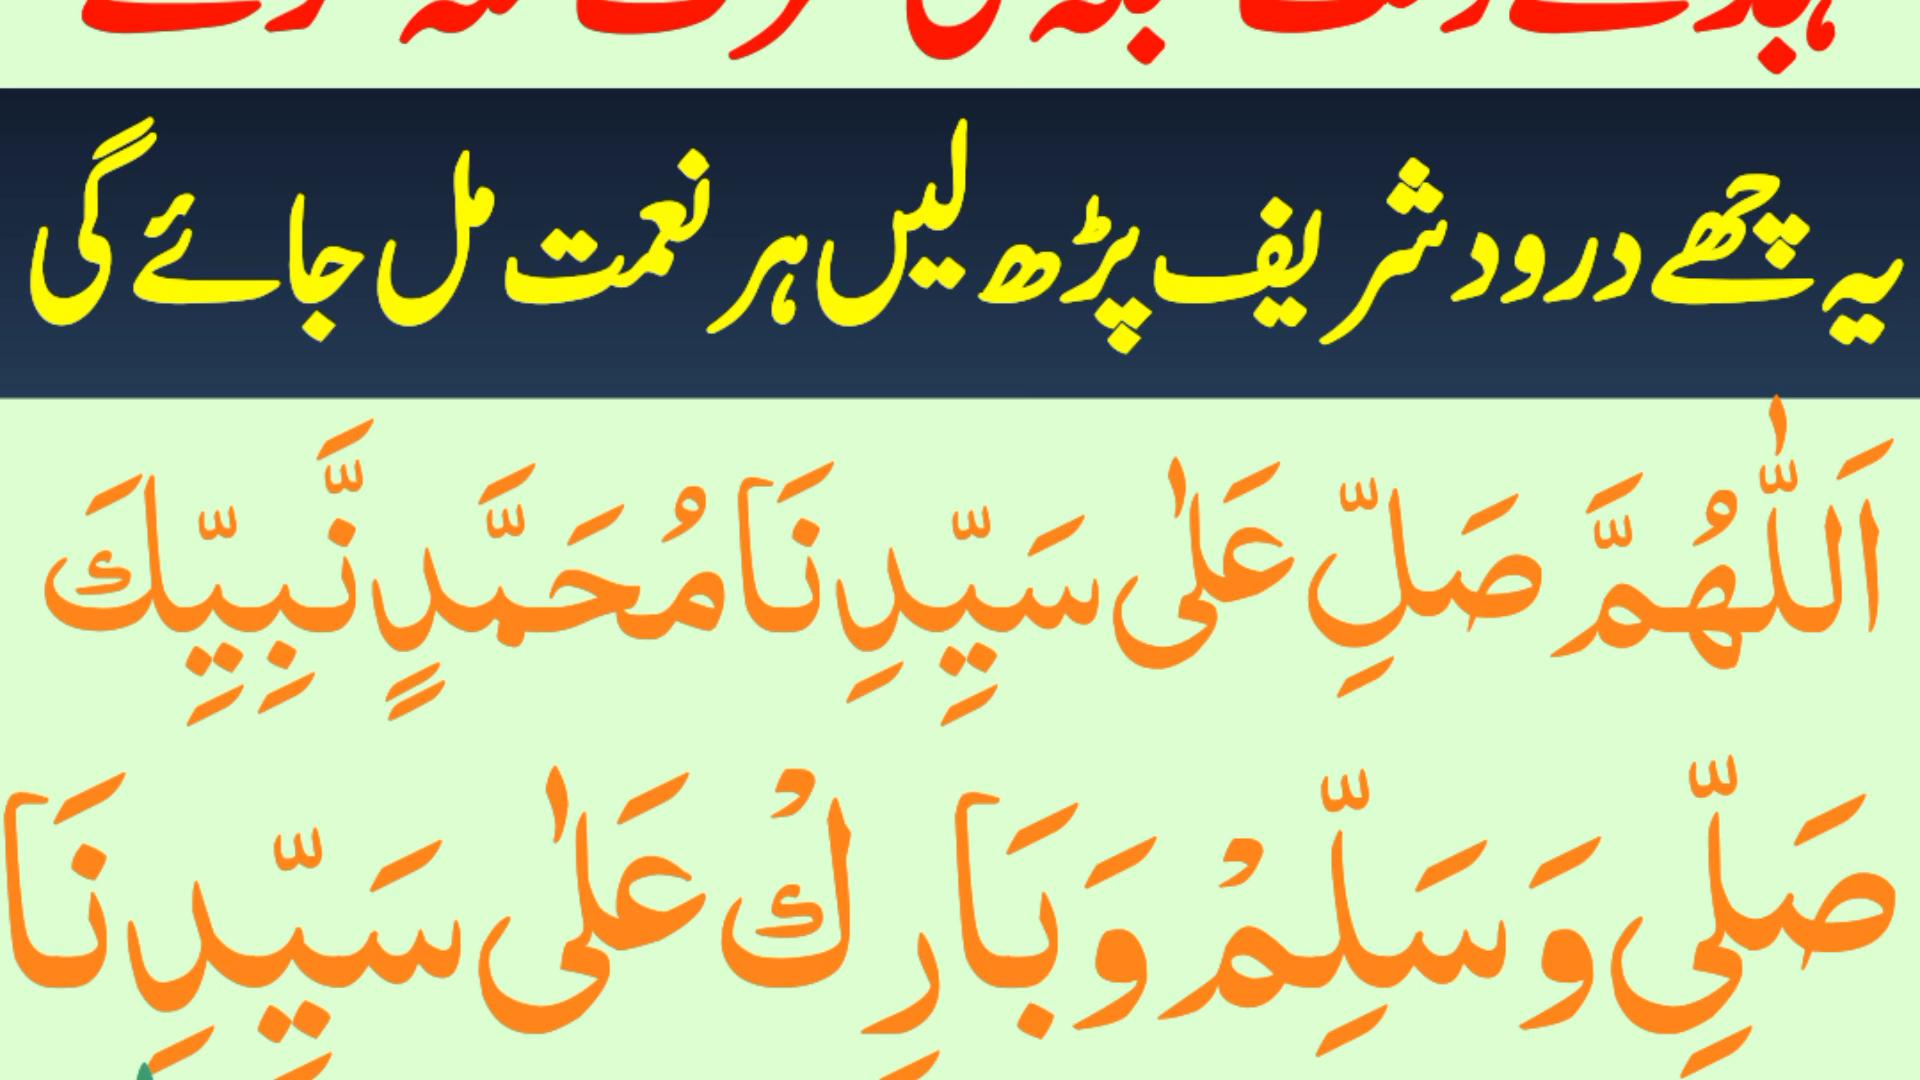 یہ چھے درود شریف پڑھ لیں ہر نعمت مل جائے گی
اَللّٰهُمَّ صَلِّ عَلٰی سَیِّدِنَا مُحَمَّدٍ نَّبِیِّكَ
صَلِّیِ وَسَلِّمْ وَبَارِكْ عَلٰی سَیِّدِنَا